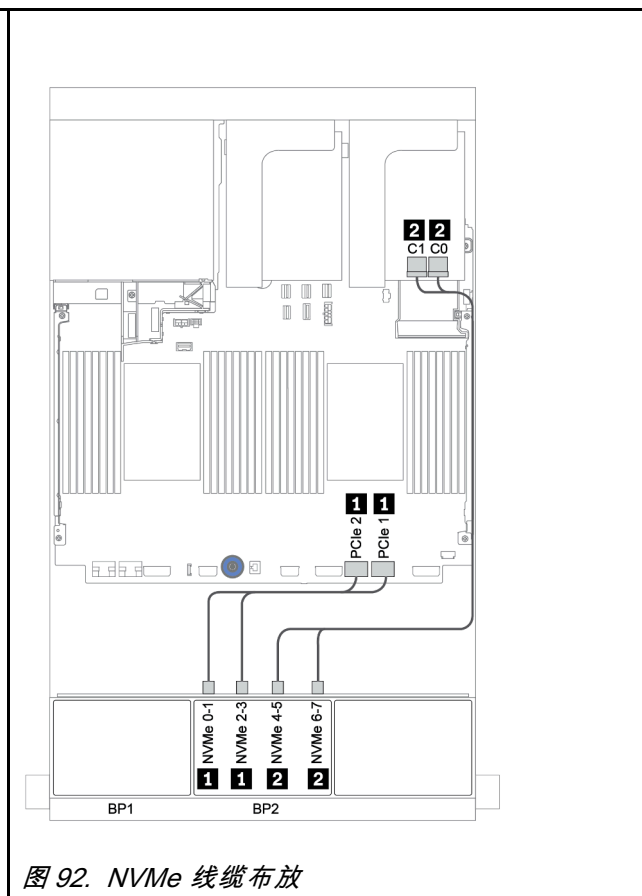 2 2
C1 C0
1 1
PCIe 2
PCIe 1
NVMe 0-1
NVMe 2-3
NVMe 4-5
NVMe 6-7
1 1 2 2
BP1 BP2
图 92. NVMe 线缆布放